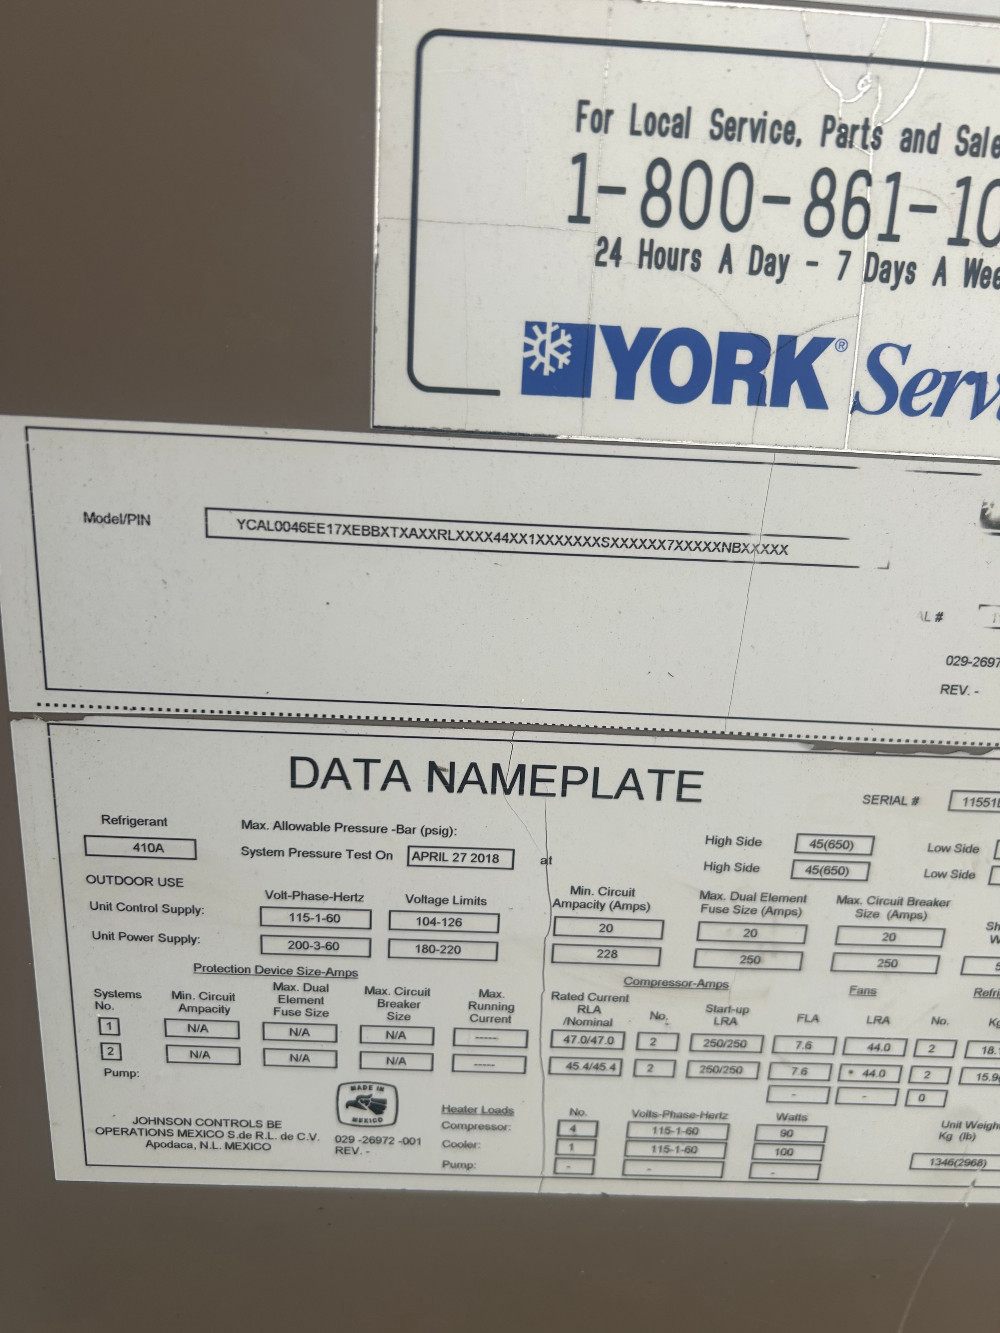 For Local Service, Parts and Sale
1-800-861-10
24 Hours A Day - 7 Days A Wee
YORK® Serv
Model/PIN YCAL0046EE17XEBBXTXAXXRLXXXX44XX1XXXXXXXSXXXXXX7XXXXXNBXXXXX
AL #
029-2697
REV. -
DATA NAMEPLATE
SERIAL # 11551
Refrigerant
410A
Max. Allowable Pressure -Bar (psig):
System Pressure Test On APRIL 27 2018 at
High Side 45(650) Low Side
High Side 45(650) Low Side
OUTDOOR USE
Volt-Phase-Hertz Voltage Limits Min. Circuit Ampacity (Amps) Max. Dual Element Fuse Size (Amps) Max. Circuit Breaker Size (Amps)
Unit Control Supply: 115-1-60 104-126 20 20 20
Unit Power Supply: 200-3-60 180-220 228 250 250
Protection Device Size-Amps Compressor-Amps Fans Refri
Systems No. Min. Circuit Ampacity Max. Dual Element Fuse Size Max. Circuit Breaker Size Max. Running Current Rated Current RLA /Nominal No. Start-up LRA FLA LRA No.
1 N/A N/A N/A ----- 47.0/47.0 2 250/250 7.6 44.0 2 18.
2 N/A N/A N/A ----- 45.4/45.4 2 250/250 7.6 * 44.0 2 15.9
Pump: - - 0
MADE IN
MEXICO
JOHNSON CONTROLS BE
OPERATIONS MEXICO S.de R.L. de C.V.
Apodaca, N.L. MEXICO
029 -26972 -001
REV. -
Heater Loads No. Volts-Phase-Hertz Watts
Compressor: 4 115-1-60 90
Cooler: 1 115-1-60 100
Pump: - - -
Unit Weigh
Kg (lb)
1346(2968)